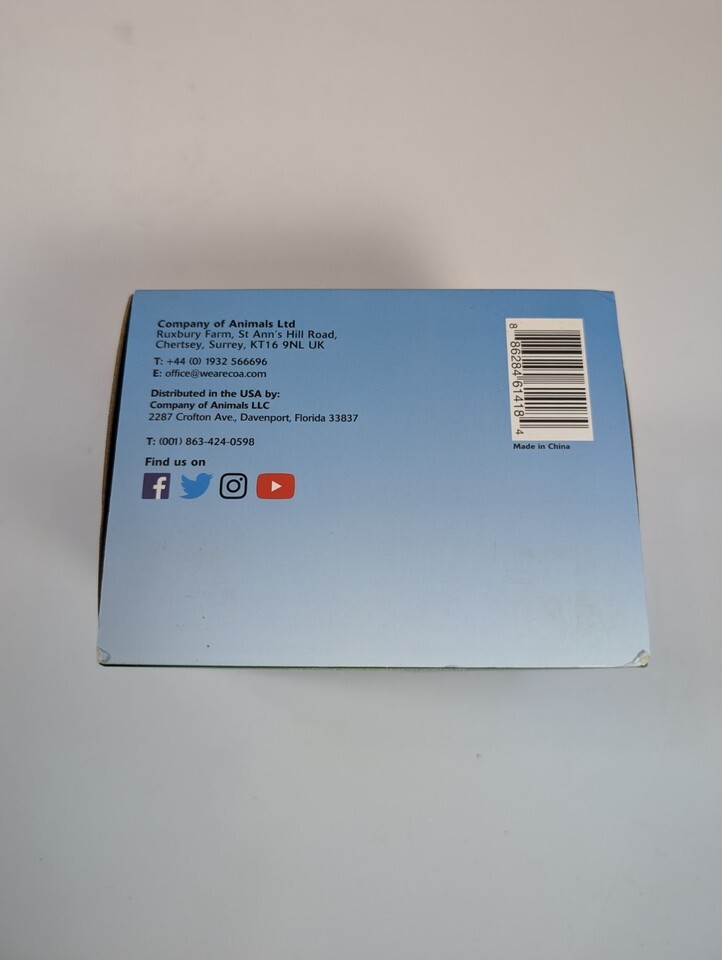 Company of Animals Ltd
Ruxbury Farm, St Ann's Hill Road,
Chertsey, Surrey, KT16 9NL UK
T: +44 (0) 1932 566696
E: office@wearecoa.com
Distributed in the USA by:
Company of Animals LLC
2287 Crofton Ave., Davenport, Florida 33837
T: (001) 863-424-0598
Find us on
8 86284 61418 4
Made in China